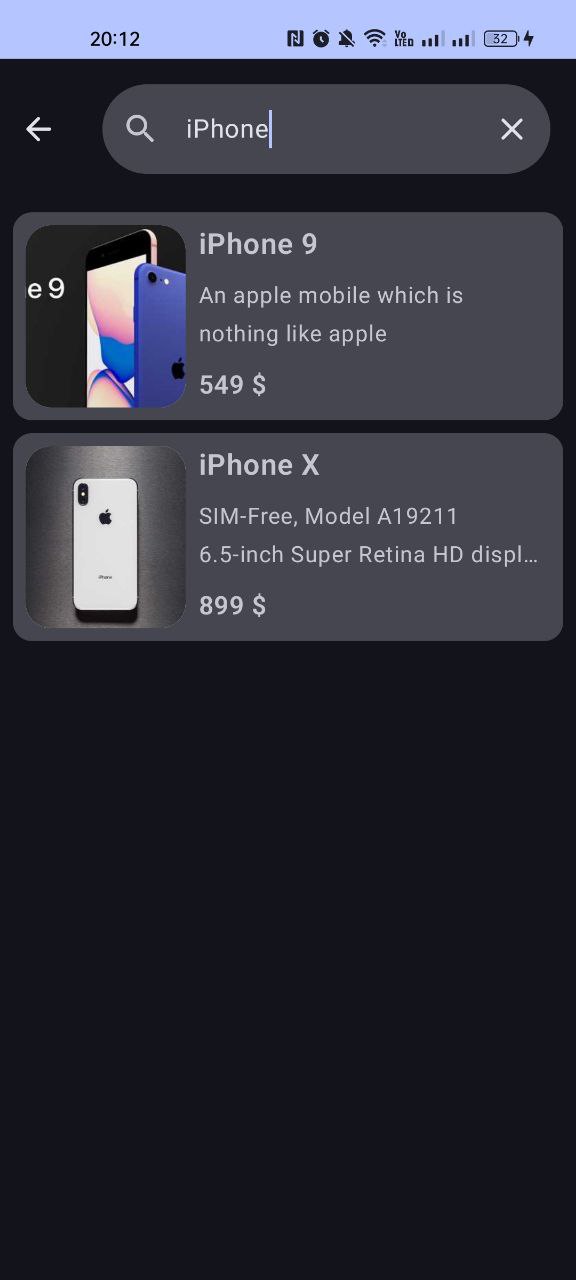 20:12
VoLTED
32
iPhone
e 9
iPhone 9
An apple mobile which is
nothing like apple
549 $
iPhone X
SIM-Free, Model A19211
6.5-inch Super Retina HD displ…
iPhone
899 $